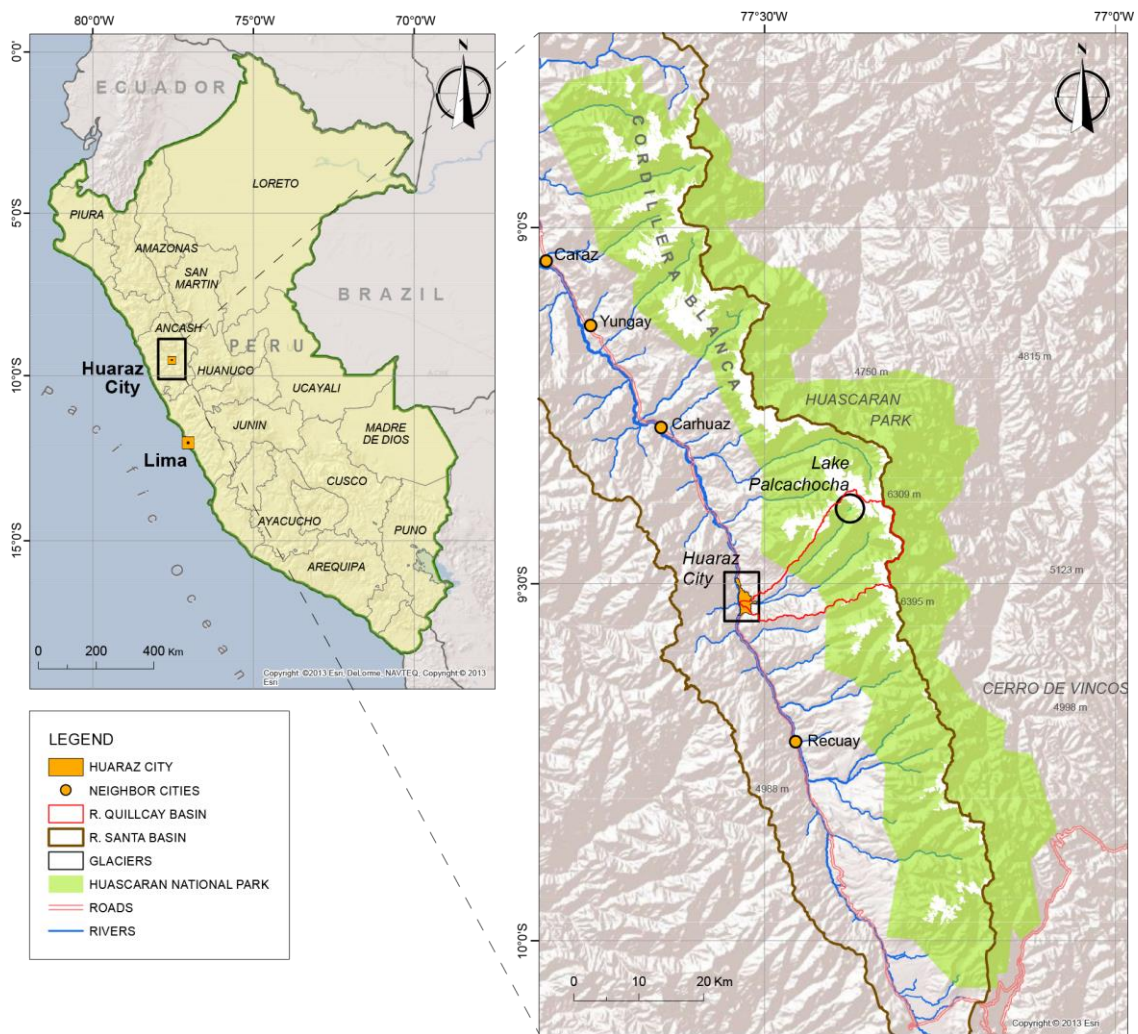 80°0'W
75°0'W
70°0'W
0°0'
5°0'S
10°0'S
15°0'S
N
ECUADOR
LORETO
PIURA
AMAZONAS
SAN
MARTIN
BRAZIL
ANCASH
PERU
Huaraz
City
HUANUCO
UCAYALI
JUNIN
MADRE
DE DIOS
Lima
CUSCO
AYACUCHO
PUNO
AREQUIPA
Pacific Ocean
0 200 400 Km
Copyright ©2013 Esri, DeLorme, NAVTEQ, Copyright © 2013
Esri
LEGEND
HUARAZ CITY
NEIGHBOR CITIES
R. QUILLCAY BASIN
R. SANTA BASIN
GLACIERS
HUASCARAN NATIONAL PARK
ROADS
RIVERS
77°30'W
77°0'W
9°0'S
9°30'S
10°0'S
N
CORDILLERA BLANCA
Caraz
Yungay
4815 m
4750 m
HUASCARAN
PARK
Carhuaz
Lake
Palcachocha
6309 m
Huaraz
City
5123 m
6395 m
CERRO DE VINCOS
4998 m
Recuay
4988 m
0 10 20 Km
Copyright © 2013 Esri